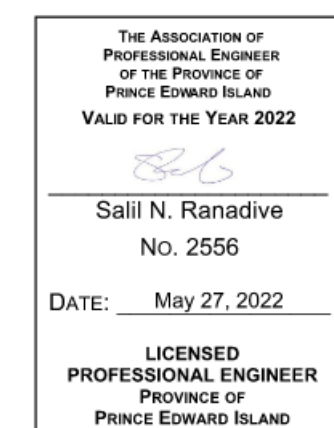 THE ASSOCIATION OF
PROFESSIONAL ENGINEER
OF THE PROVINCE OF
PRINCE EDWARD ISLAND
VALID FOR THE YEAR 2022
Salil N. Ranadive
NO. 2556
DATE: May 27, 2022
LICENSED
PROFESSIONAL ENGINEER
PROVINCE OF
PRINCE EDWARD ISLAND